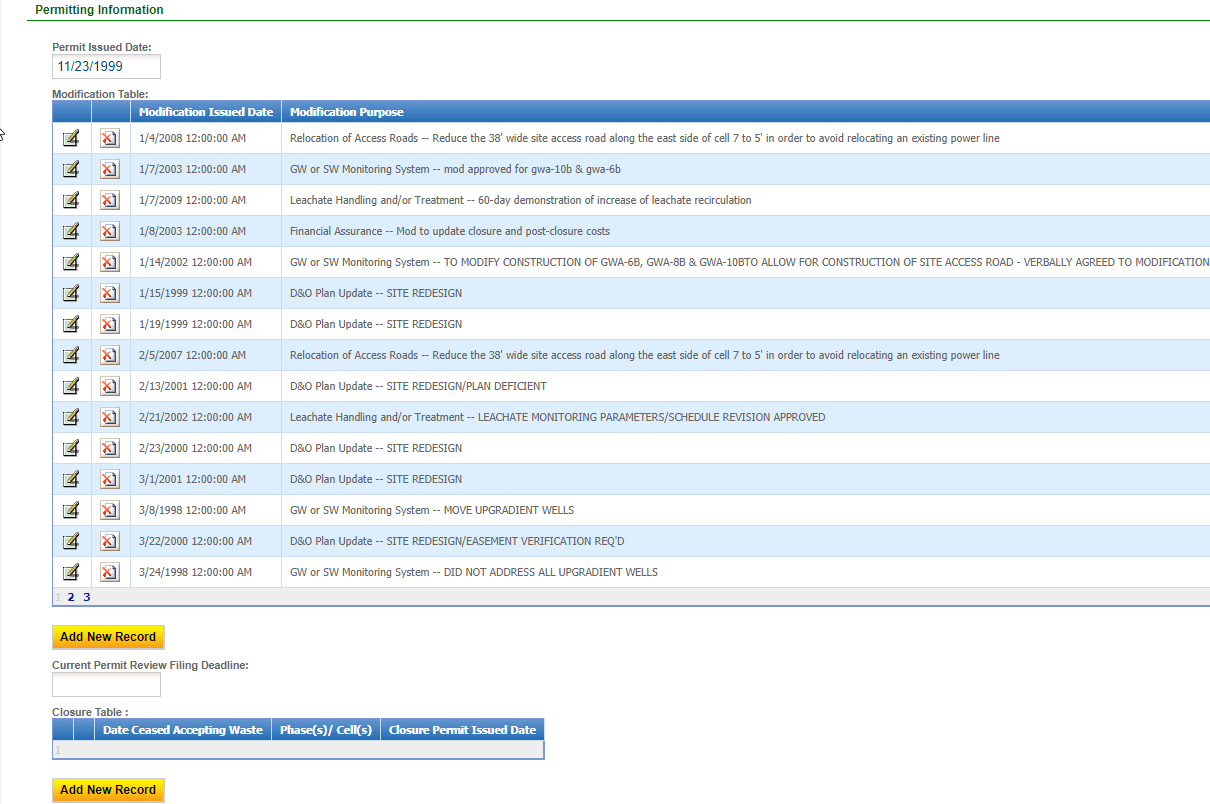 Permitting Information
Permit Issued Date:
11/23/1999
Modification Table:
Modification Issued Date Modification Purpose
1/4/2008 12:00:00 AM Relocation of Access Roads -- Reduce the 38' wide site access road along the east side of cell 7 to 5' in order to avoid relocating an existing power line
1/7/2003 12:00:00 AM GW or SW Monitoring System -- mod approved for gwa-10b & gwa-6b
1/7/2009 12:00:00 AM Leachate Handling and/or Treatment -- 60-day demonstration of increase of leachate recirculation
1/8/2003 12:00:00 AM Financial Assurance -- Mod to update closure and post-closure costs
1/14/2002 12:00:00 AM GW or SW Monitoring System -- TO MODIFY CONSTRUCTION OF GWA-6B, GWA-8B & GWA-10BTO ALLOW FOR CONSTRUCTION OF SITE ACCESS ROAD - VERBALLY AGREED TO MODIFICATION
1/15/1999 12:00:00 AM D&O Plan Update -- SITE REDESIGN
1/19/1999 12:00:00 AM D&O Plan Update -- SITE REDESIGN
2/5/2007 12:00:00 AM Relocation of Access Roads -- Reduce the 38' wide site access road along the east side of cell 7 to 5' in order to avoid relocating an existing power line
2/13/2001 12:00:00 AM D&O Plan Update -- SITE REDESIGN/PLAN DEFICIENT
2/21/2002 12:00:00 AM Leachate Handling and/or Treatment -- LEACHATE MONITORING PARAMETERS/SCHEDULE REVISION APPROVED
2/23/2000 12:00:00 AM D&O Plan Update -- SITE REDESIGN
3/1/2001 12:00:00 AM D&O Plan Update -- SITE REDESIGN
3/8/1998 12:00:00 AM GW or SW Monitoring System -- MOVE UPGRADIENT WELLS
3/22/2000 12:00:00 AM D&O Plan Update -- SITE REDESIGN/EASEMENT VERIFICATION REQ'D
3/24/1998 12:00:00 AM GW or SW Monitoring System -- DID NOT ADDRESS ALL UPGRADIENT WELLS
1 2 3
Add New Record
Current Permit Review Filing Deadline:
Closure Table :
Date Ceased Accepting Waste Phase(s)/ Cell(s) Closure Permit Issued Date
1
Add New Record